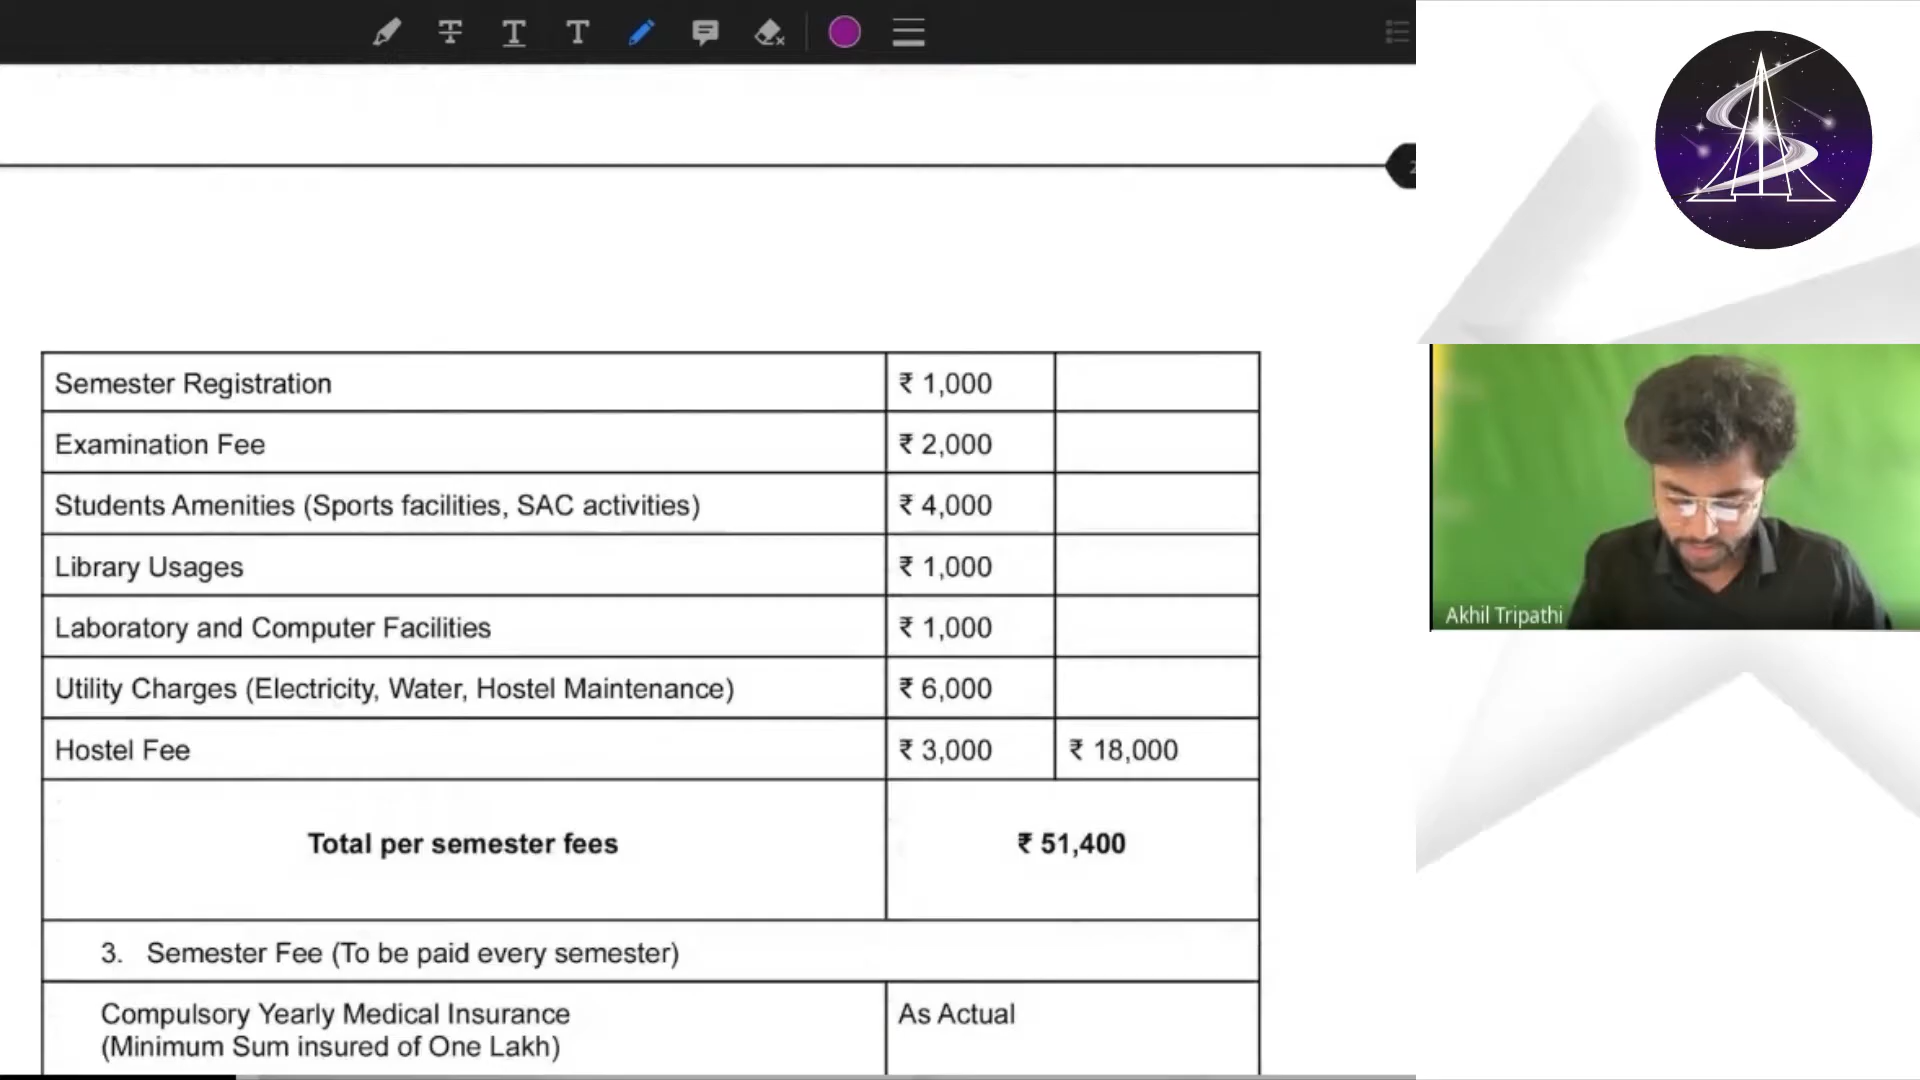 Semester Registration ₹ 1,000
Examination Fee ₹ 2,000
Students Amenities (Sports facilities, SAC activities) ₹ 4,000
Library Usages ₹ 1,000
Laboratory and Computer Facilities ₹ 1,000
Utility Charges (Electricity, Water, Hostel Maintenance) ₹ 6,000
Hostel Fee ₹ 3,000 ₹ 18,000
Total per semester fees ₹ 51,400
3. Semester Fee (To be paid every semester)
Compulsory Yearly Medical Insurance As Actual
(Minimum Sum insured of One Lakh)
Akhil Tripathi